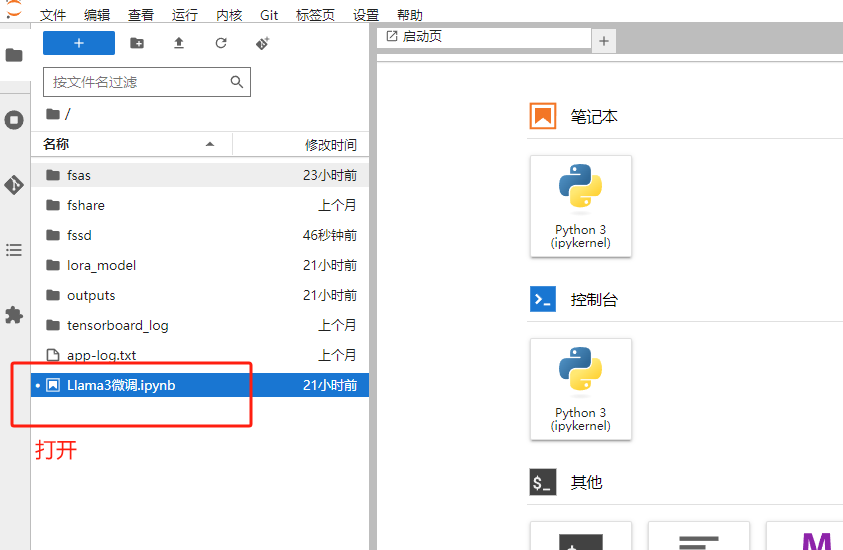 文件 编辑 查看 运行 内核 Git 标签页 设置 帮助
启动页
按文件名过滤
/
名称 修改时间
fsas 23小时前
fshare 上个月
fssd 46秒钟前
lora_model 21小时前
outputs 21小时前
tensorboard_log 上个月
app-log.txt 上个月
Llama3微调.ipynb 21小时前
打开
笔记本
Python 3
(ipykernel)
控制台
Python 3
(ipykernel)
$_ 其他
M